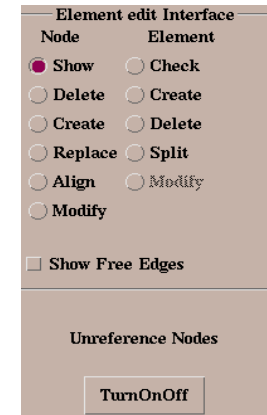 Element edit Interface
Node Element
Show Check
Delete Create
Create Delete
Replace Split
Align Modify
Modify
Show Free Edges
Unreference Nodes
TurnOnOff